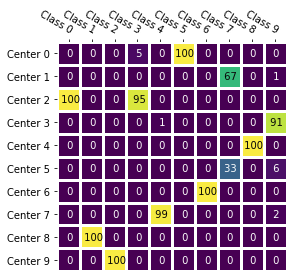 Class 0 Class 1 Class 2 Class 3 Class 4 Class 5 Class 6 Class 7 Class 8 Class 9
Center 0 0 0 0 5 0 100 0 0 0 0
Center 1 0 0 0 0 0 0 0 67 0 1
Center 2 100 0 0 95 0 0 0 0 0 0
Center 3 0 0 0 0 1 0 0 0 0 91
Center 4 0 0 0 0 0 0 0 0 100 0
Center 5 0 0 0 0 0 0 0 33 0 6
Center 6 0 0 0 0 0 0 100 0 0 0
Center 7 0 0 0 0 99 0 0 0 0 2
Center 8 0 100 0 0 0 0 0 0 0 0
Center 9 0 0 100 0 0 0 0 0 0 0